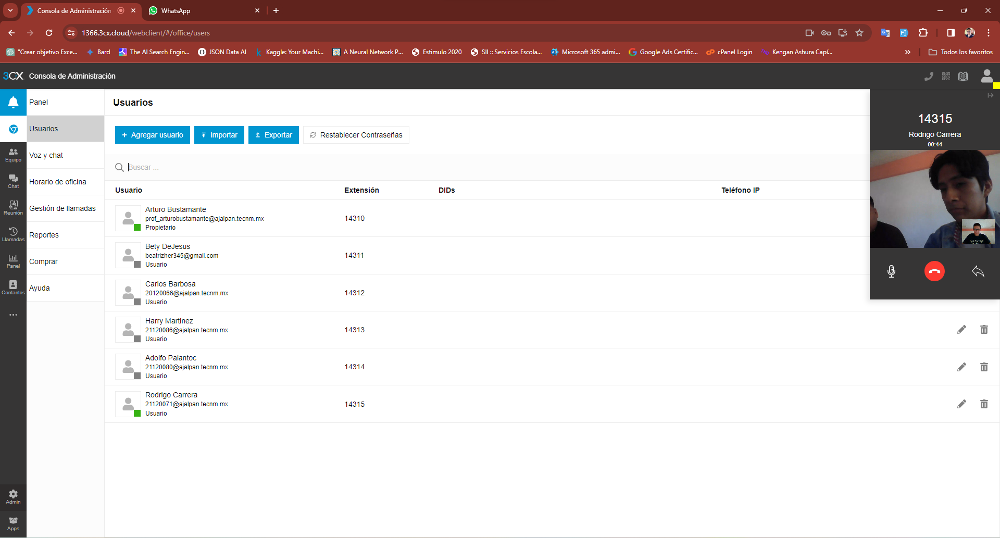 Consola de Administración
WhatsApp
1366.3cx.cloud/webclient/#/office/users
"Crear objetivo Exce...
Bard
The AI Search Engin...
JSON Data AI
Kaggle: Your Machi...
A Neural Network P...
Estimulo 2020
SII :: Servicios Escola...
Microsoft 365 admi...
Google Ads Certific...
cPanel Login
Kengan Ashura Capí...
Todos los favoritos
3CX Consola de Administración
Panel
Usuarios
Voz y chat
Horario de oficina
Gestión de llamadas
Reportes
Comprar
Ayuda
Equipo
Chat
Reunión
Llamadas
Panel
Contactos
Admin
Apps
Usuarios
+ Agregar usuario
Importar
Exportar
Restablecer Contraseñas
Buscar ...
Usuario Extensión DIDs Teléfono IP
Arturo Bustamante
prof_arturobustamante@ajalpan.tecnm.mx
Propietario
14310
Bety DeJesus
beatrizher345@gmail.com
Usuario
14311
Carlos Barbosa
20120066@ajalpan.tecnm.mx
Usuario
14312
Harry Martinez
21120086@ajalpan.tecnm.mx
Usuario
14313
Adolfo Palantoc
21120080@ajalpan.tecnm.mx
Usuario
14314
Rodrigo Carrera
21120071@ajalpan.tecnm.mx
Usuario
14315
14315
Rodrigo Carrera
00:44